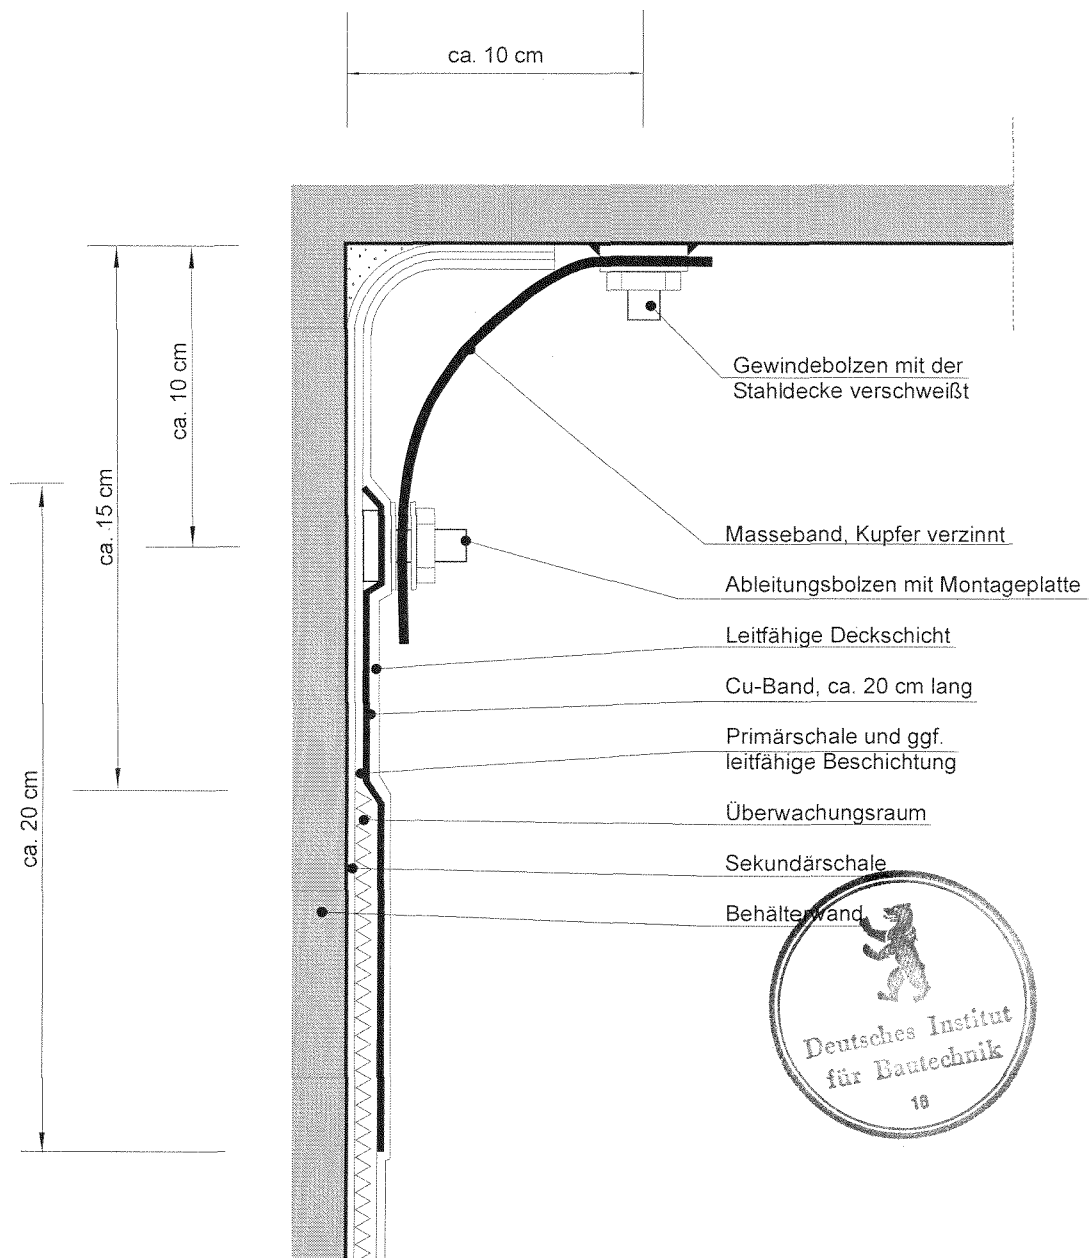 ca. 10 cm
ca. 10 cm
ca. 15 cm
ca. 20 cm
Gewindebolzen mit der
Stahldecke verschweißt
Masseband, Kupfer verzinnt
Ableitungsbolzen mit Montageplatte
Leitfähige Deckschicht
Cu-Band, ca. 20 cm lang
Primärschale und ggf.
leitfähige Beschichtung
Überwachungsraum
Sekundärschale
Behälterwand
Deutsches Institut
für Bautechnik